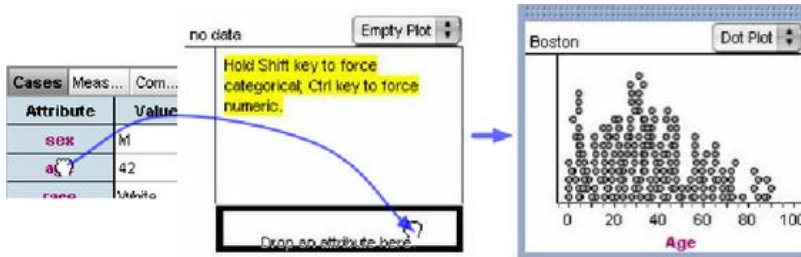 Cases Meas... Com...
Attribute Value
sex M
42
White
no data Empty Plot
Hold Shift key to force
categorical; Ctrl key to force
numeric.
Drop an attribute here.
Boston Dot Plot
0 20 40 60 80 100
Age